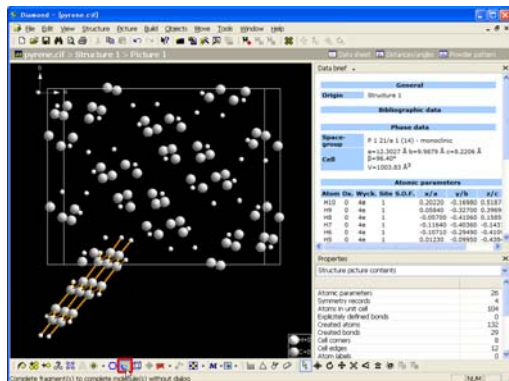 Diamond - [pyrene.cif]
File Edit View Structure Picture Build Objects Move Tools Window Help
pyrene.cif > Structure 1 > Picture 1
Data sheet Distances/angles Powder pattern
Data brief
General
Origin Structure 1
Bibliographic data
Phase data
Space-group P 1 21/a 1 (14) - monoclinic
Cell a=12.3027 Å b=9.9879 Å c=8.2206 Å
β=96.40°
V=1003.83 Å³
Atomic parameters
Atom Ox. Wyck. Site S.O.F. x/a y/b z/c
H10 0 4e 1 0.20220 -0.16980 0.5187
H9 0 4e 1 0.05840 -0.32700 0.3969
H8 0 4e 1 -0.05700 -0.41060 0.1585
H7 0 4e 1 -0.11640 -0.40360 -0.143
H6 0 4e 1 -0.15710 -0.29490 -0.410
H5 0 4e 1 0.01230 -0.09950 -0.43
Properties
Structure picture contents
Atomic parameters 26
Symmetry records 4
Atoms in unit cell 104
Explicitely defined bonds 0
Created atoms 132
Created bonds 29
Cell corners 8
Cell edges 12
Atom labels 0
Complete fragment(s) to complete molecule(s) without dialog
NUM